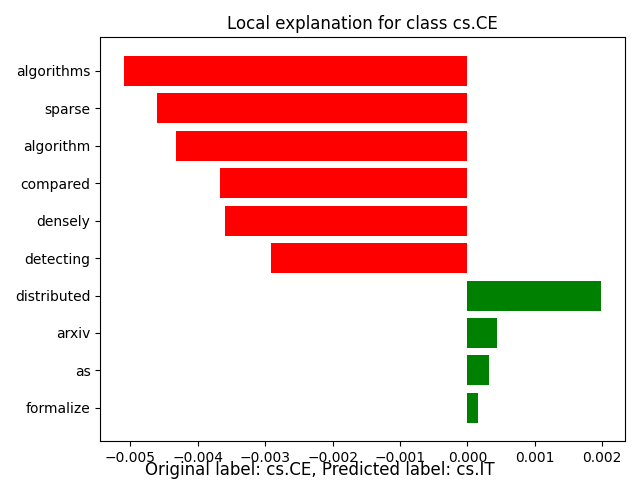 Local explanation for class cs.CE
algorithms
sparse
algorithm
compared
densely
detecting
distributed
arxiv
as
formalize
−0.005 −0.004 −0.003 −0.002 −0.001 0.000 0.001 0.002
Original label: cs.CE, Predicted label: cs.IT